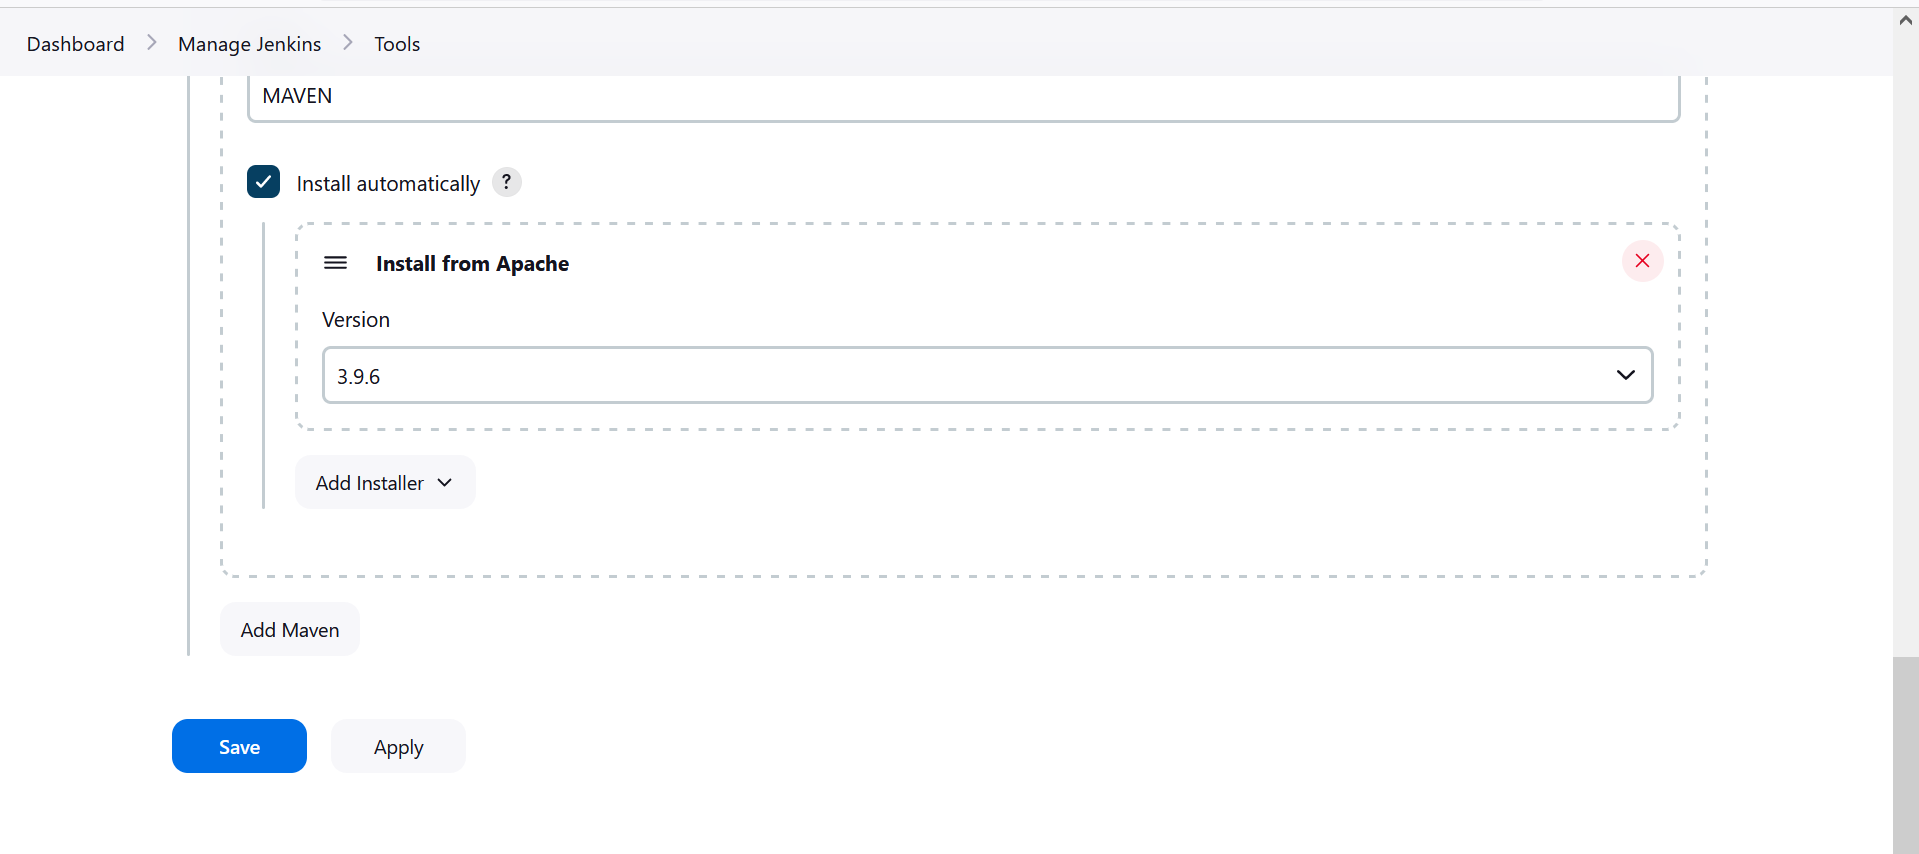 Dashboard Manage Jenkins Tools
MAVEN
Install automatically ?
Install from Apache
Version
3.9.6
Add Installer
Add Maven
Save Apply